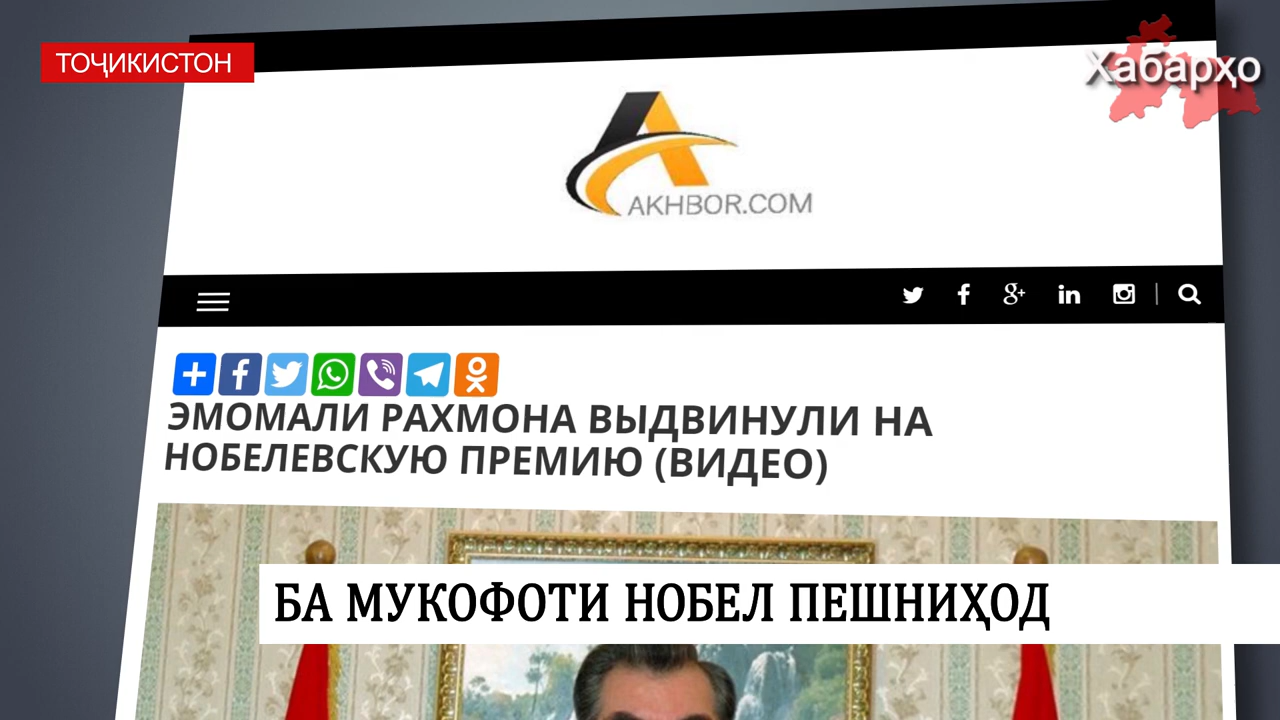 ТОҶИКИСТОН
Хабарҳо
AKHBOR.COM
ЭМОМАЛИ РАХМОНА ВЫДВИНУЛИ НА
НОБЕЛЕВСКУЮ ПРЕМИЮ (ВИДЕО)
БА МУКОФОТИ НОБЕЛ ПЕШНИҲОД